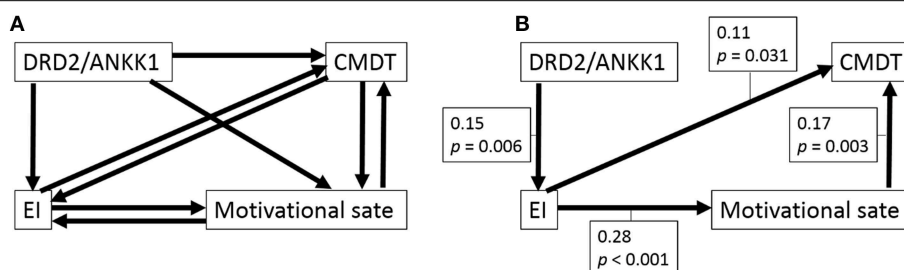 A
DRD2/ANKK1
CMDT
EI
Motivational sate
B
DRD2/ANKK1
0.11
p = 0.031
CMDT
0.15
p = 0.006
0.17
p = 0.003
EI
Motivational sate
0.28
p < 0.001